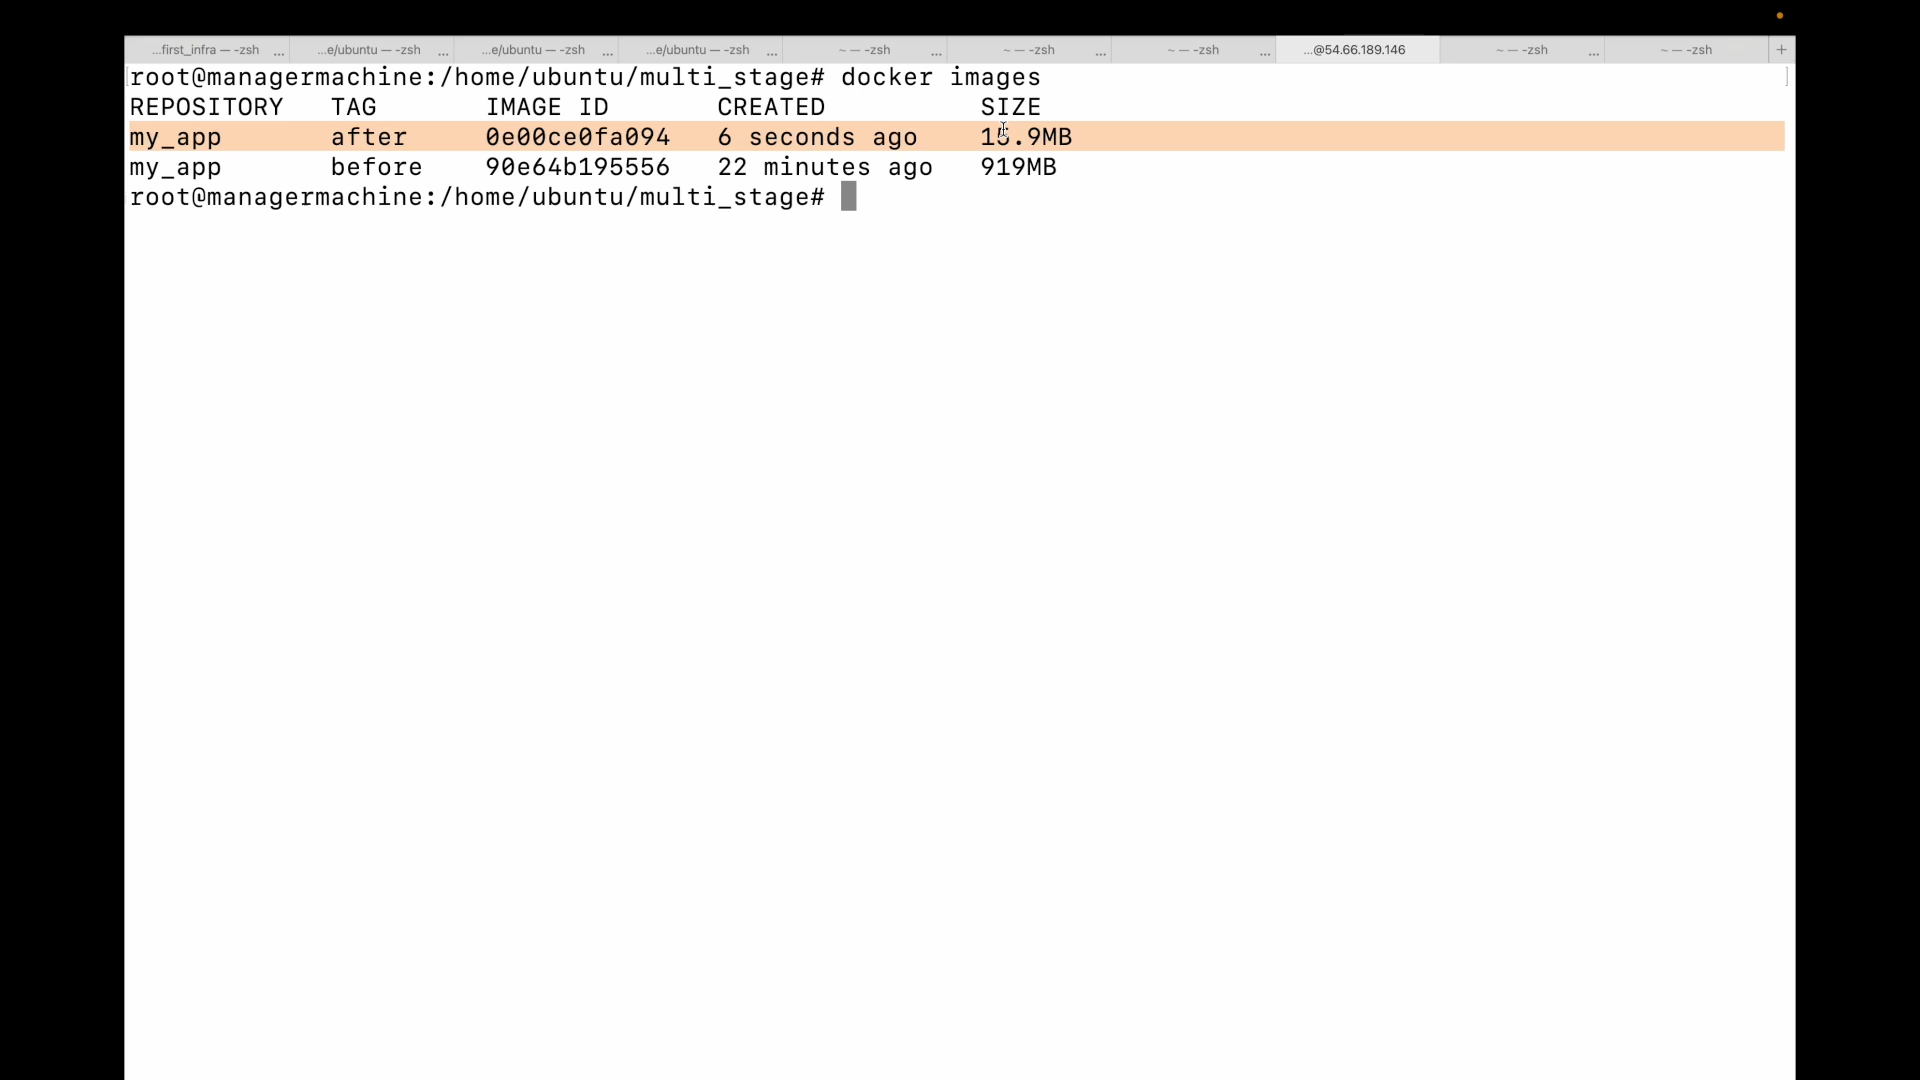 ...first_infra — -zsh ... ...e/ubuntu — -zsh ... ...e/ubuntu — -zsh ... ...e/ubuntu — -zsh ... ~ — -zsh ... ~ — -zsh ... ~ — -zsh ... ...@54.66.189.146 ~ — -zsh ... ~ — -zsh +
root@managermachine:/home/ubuntu/multi_stage# docker images
REPOSITORY TAG IMAGE ID CREATED SIZE
my_app after 0e00ce0fa094 6 seconds ago
my_app before 90e64b195556 22 minutes ago 919MB
root@managermachine:/home/ubuntu/multi_stage#